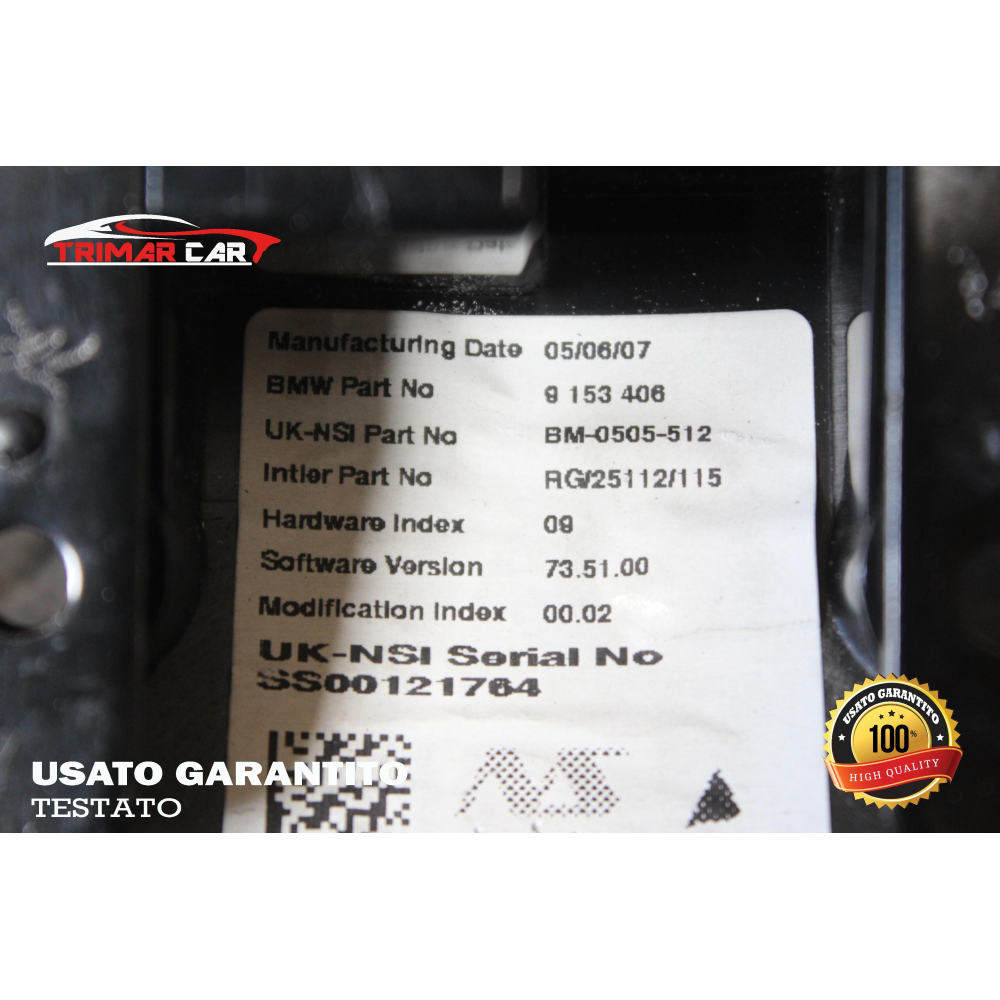 TRIMAR CAR
Manufacturing Date 05/06/07
BMW Part No 9 153 406
UK-NSI Part No BM-0505-512
Intier Part No RG/25112/115
Hardware Index 09
Software Version 73.51.00
Modification Index 00.02
UK-NSI Serial No
SS00121764
USATO GARANTITO
100%
HIGH QUALITY
USATO GARANTITO
TESTATO